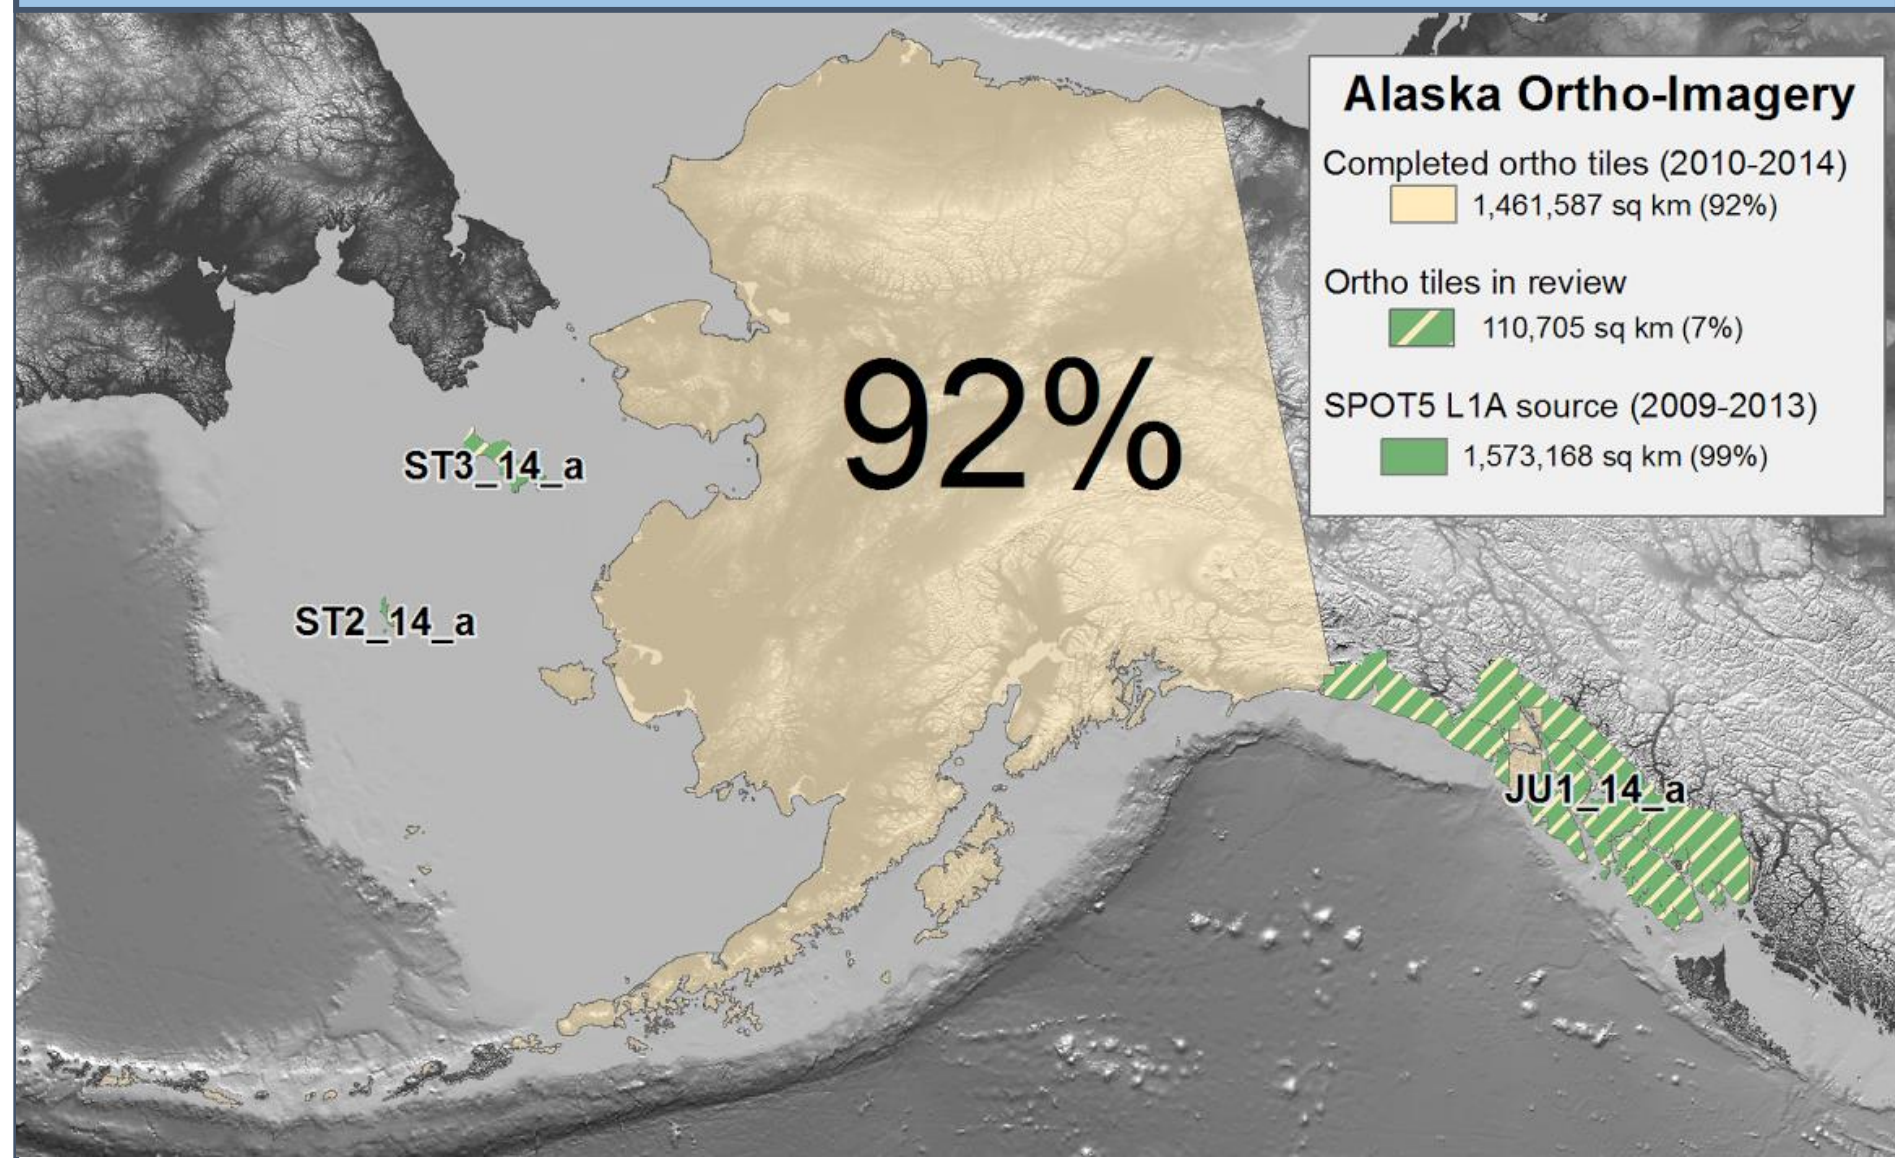 Alaska Ortho-Imagery
Completed ortho tiles (2010-2014)
1,461,587 sq km (92%)
Ortho tiles in review
110,705 sq km (7%)
SPOT5 L1A source (2009-2013)
1,573,168 sq km (99%)
92%
ST3_14_a
ST2_14_a
JU1_14_a